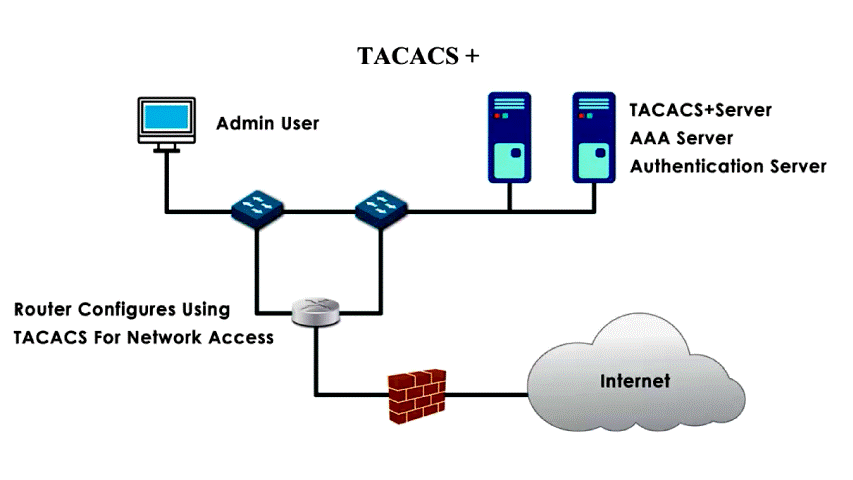 TACACS +
Admin User
TACACS+Server
AAA Server
Authentication Server
Router Configures Using
TACACS For Network Access
Internet